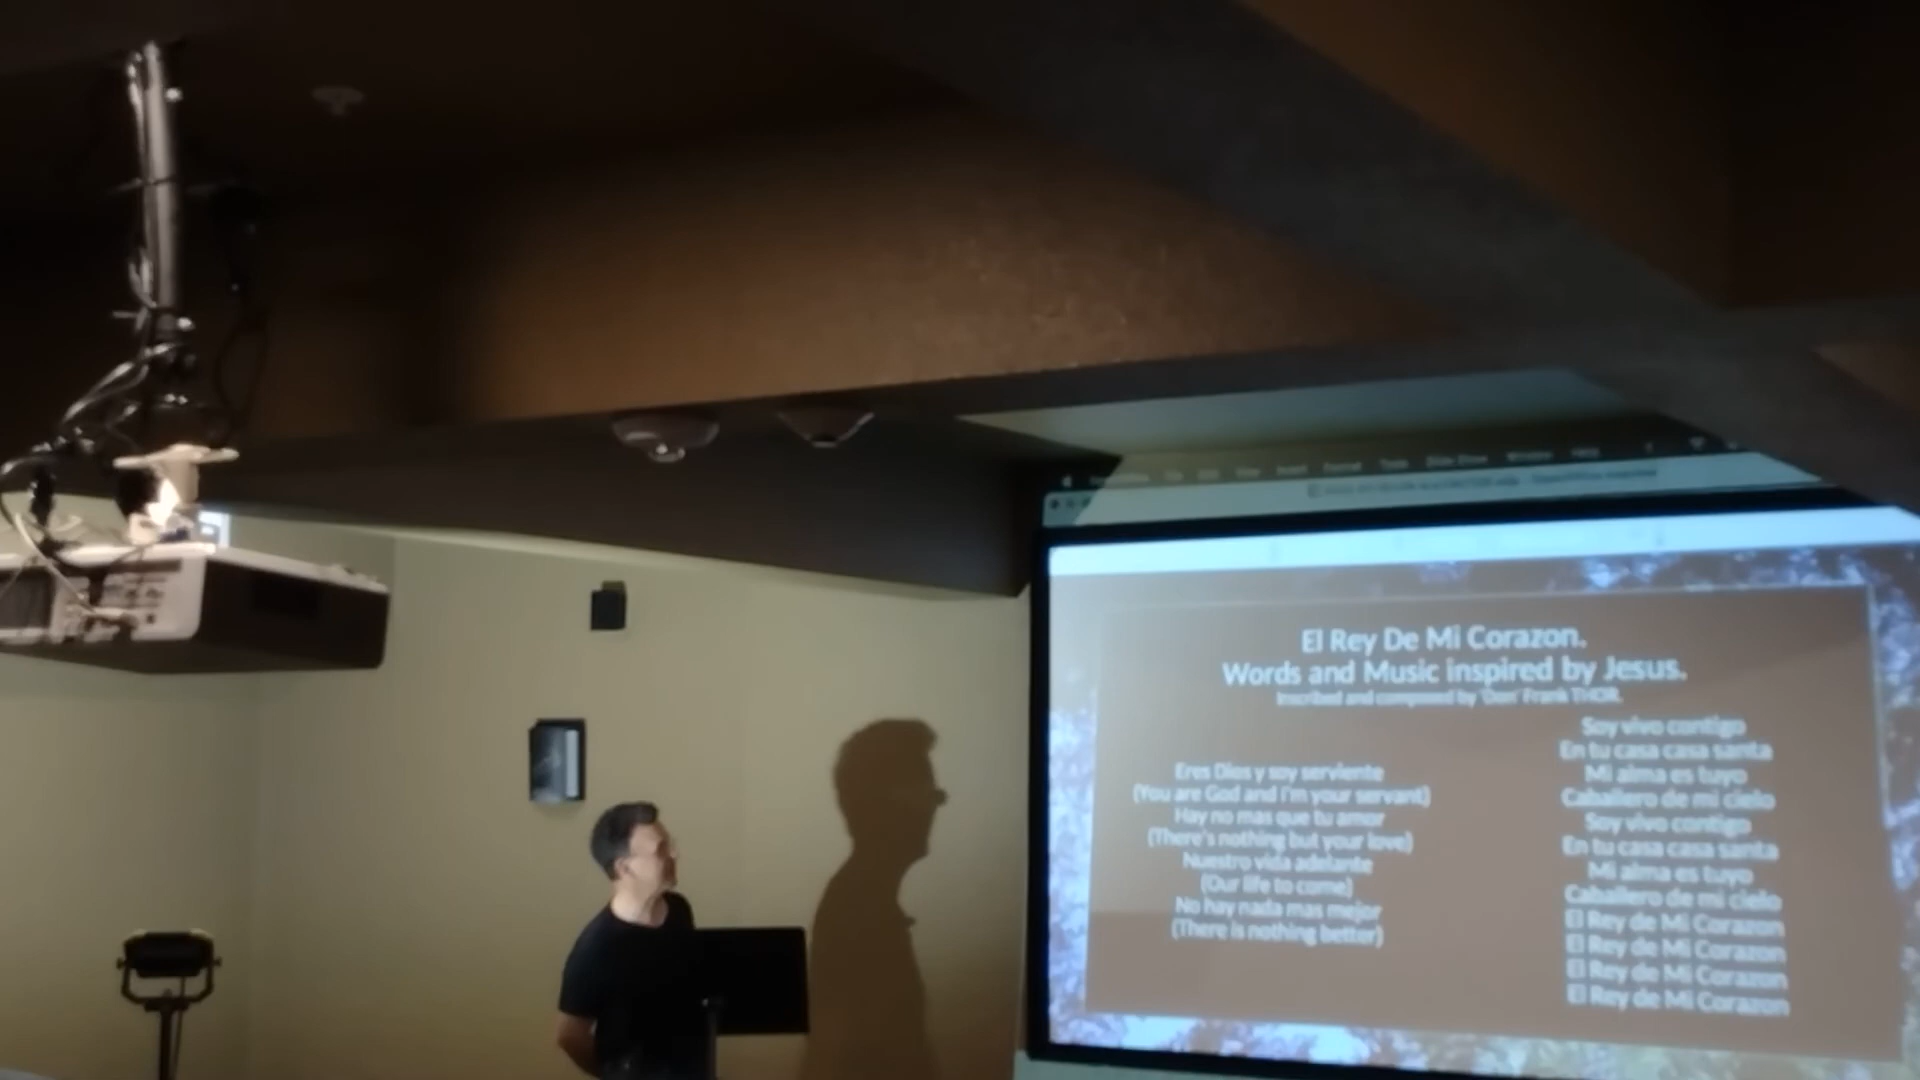 El Rey De Mi Corazon.
Words and Music inspired by Jesus.
Inscribed and composed by 'Don' Frank THOR.
Eres Dios y soy serviente
(You are God and I'm your servant)
Hay no mas que tu amor
(There's nothing but your love)
Nuestro vida adelante
(Our life to come)
No hay nada mas mejor
(There is nothing better)
Soy vivo contigo
En tu casa casa santa
Mi alma es tuyo
Caballero de mi cielo
Soy vivo contigo
En tu casa casa santa
Mi alma es tuyo
Caballero de mi cielo
El Rey de Mi Corazon
El Rey de Mi Corazon
El Rey de Mi Corazon
El Rey de Mi Corazon